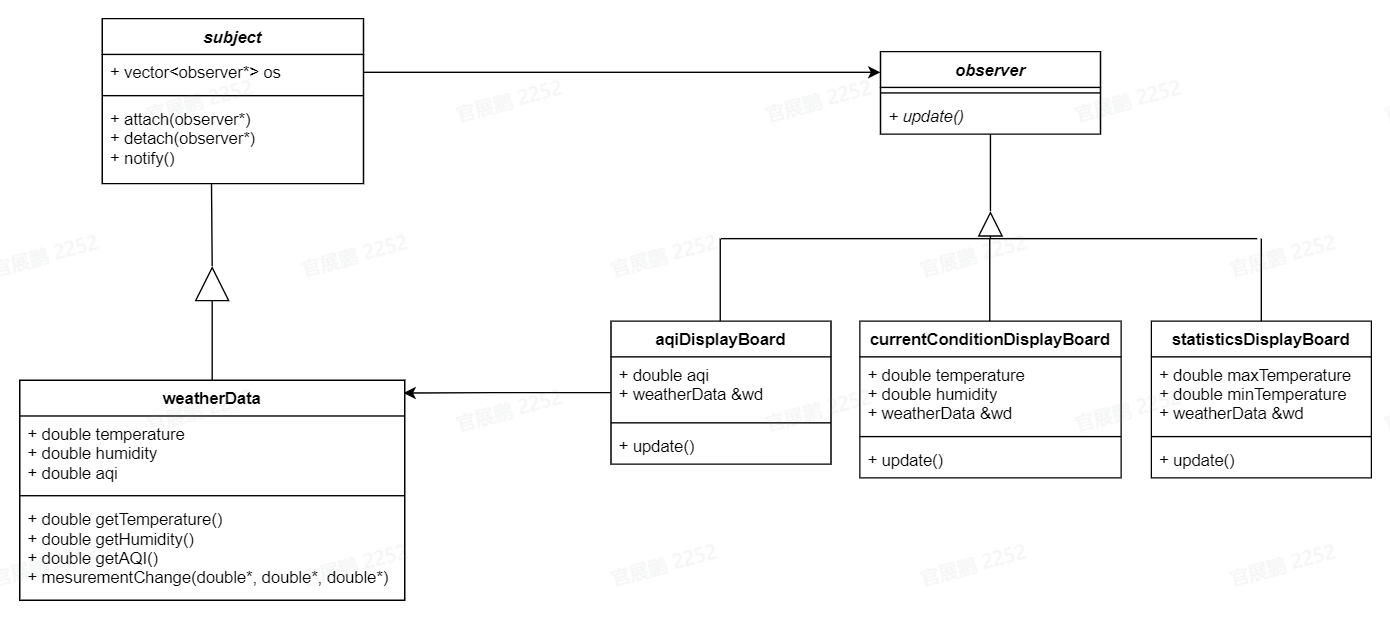 subject
+ vector<observer*> os
+ attach(observer*)
+ detach(observer*)
+ notify()
observer
+ update()
aqiDisplayBoard
+ double aqi
+ weatherData &wd
+ update()
currentConditionDisplayBoard
+ double temperature
+ double humidity
+ weatherData &wd
+ update()
statisticsDisplayBoard
+ double maxTemperature
+ double minTemperature
+ weatherData &wd
+ update()
weatherData
+ double temperature
+ double humidity
+ double aqi
+ double getTemperature()
+ double getHumidity()
+ double getAQI()
+ mesurementChange(double*, double*, double*)
官展鹏 2252